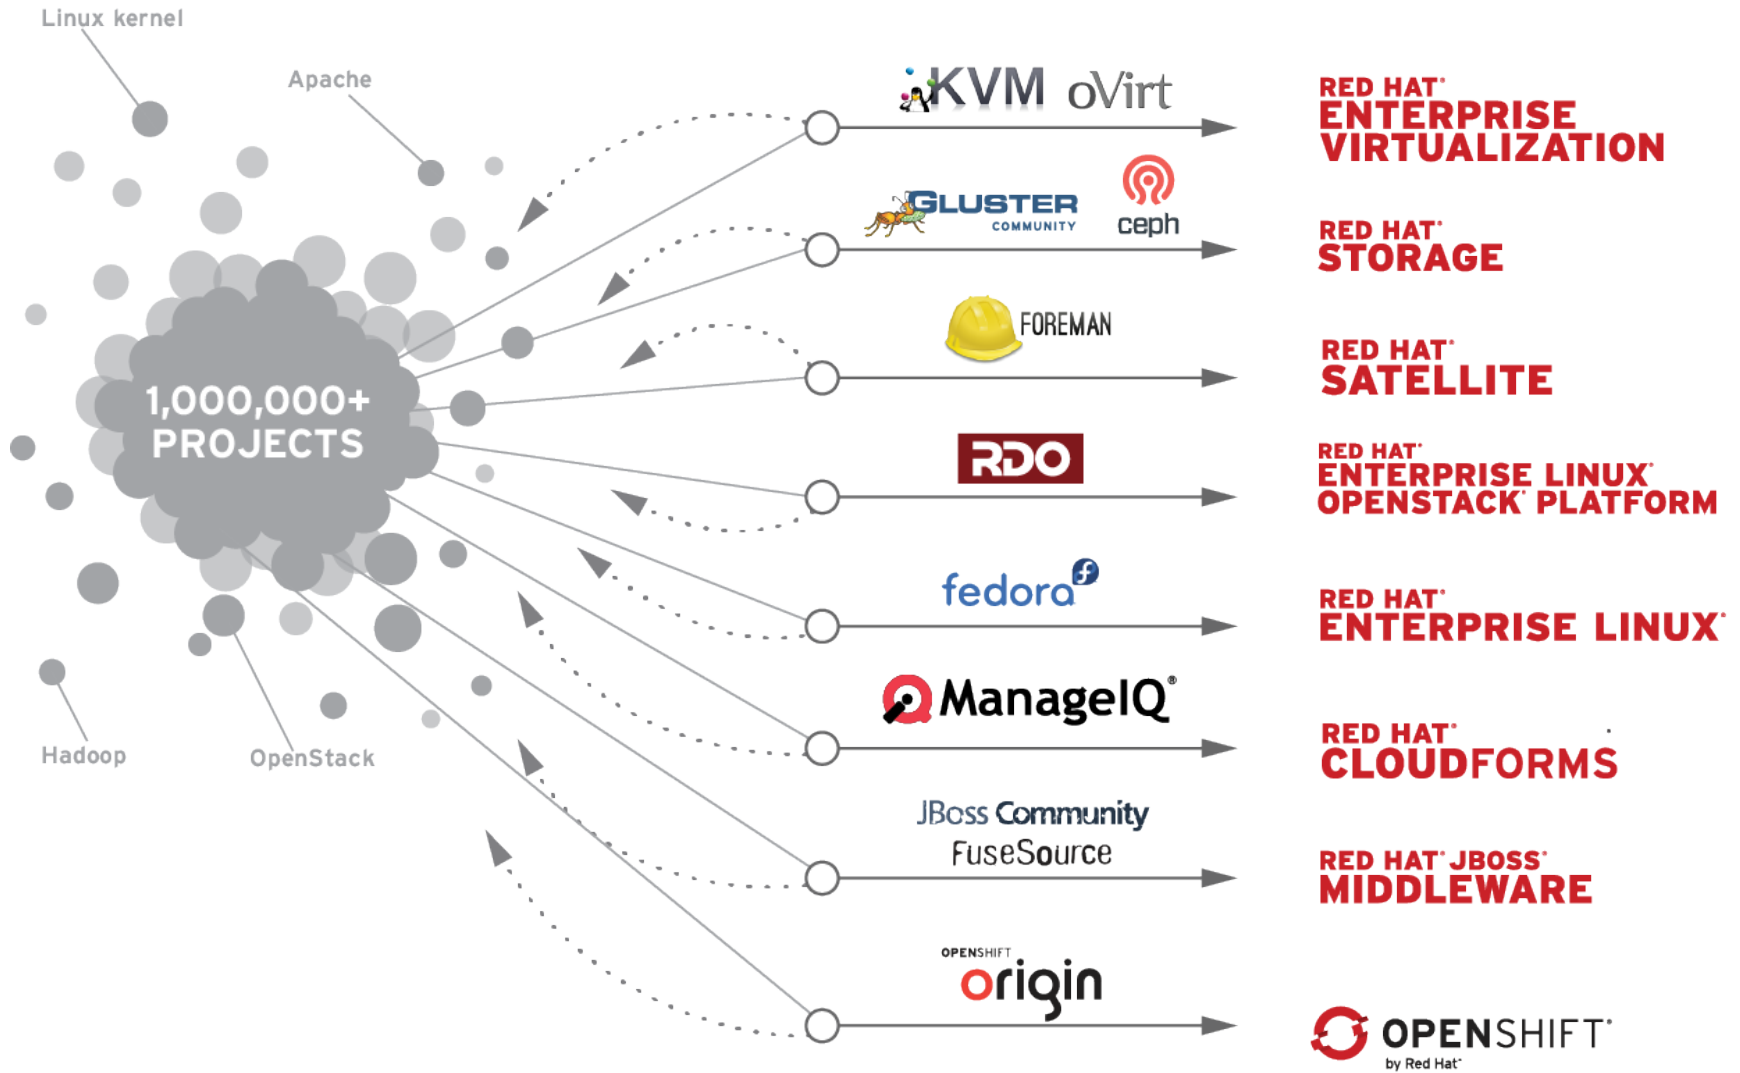 Linux kernel
Apache
1,000,000+
PROJECTS
Hadoop
OpenStack
KVM oVirt
RED HAT®
ENTERPRISE
VIRTUALIZATION
GLUSTER
COMMUNITY
ceph
RED HAT®
STORAGE
FOREMAN
RED HAT®
SATELLITE
RDO
RED HAT®
ENTERPRISE LINUX®
OPENSTACK® PLATFORM
fedora
RED HAT®
ENTERPRISE LINUX®
ManageIQ®
RED HAT®
CLOUDFORMS
JBoss Community
FuseSource
RED HAT® JBOSS®
MIDDLEWARE
OPENSHIFT
origin
OPENSHIFT®
by Red Hat®